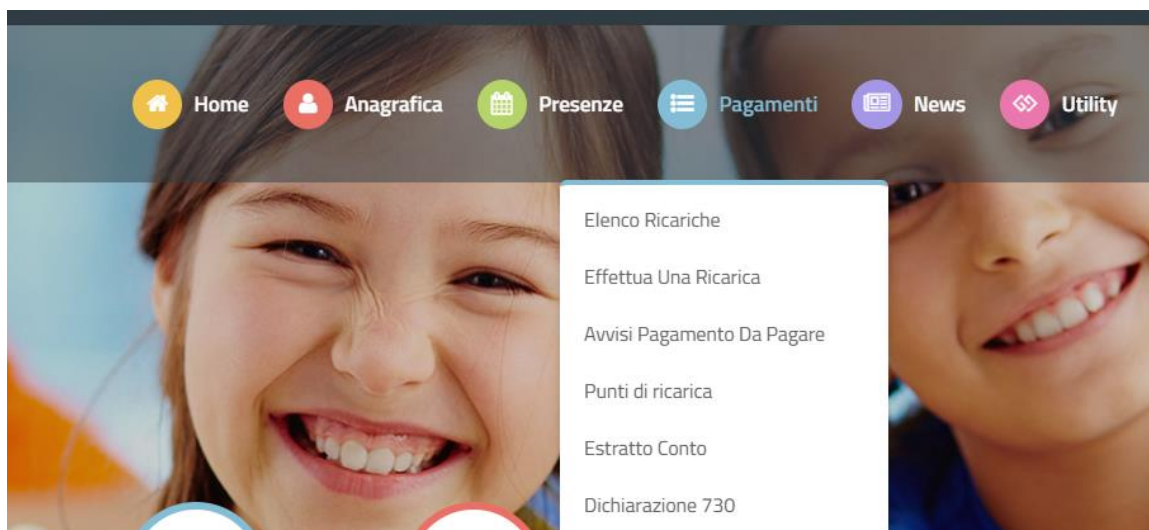 Home Anagrafica Presenze Pagamenti News Utility
Elenco Ricariche
Effettua Una Ricarica
Avvisi Pagamento Da Pagare
Punti di ricarica
Estratto Conto
Dichiarazione 730